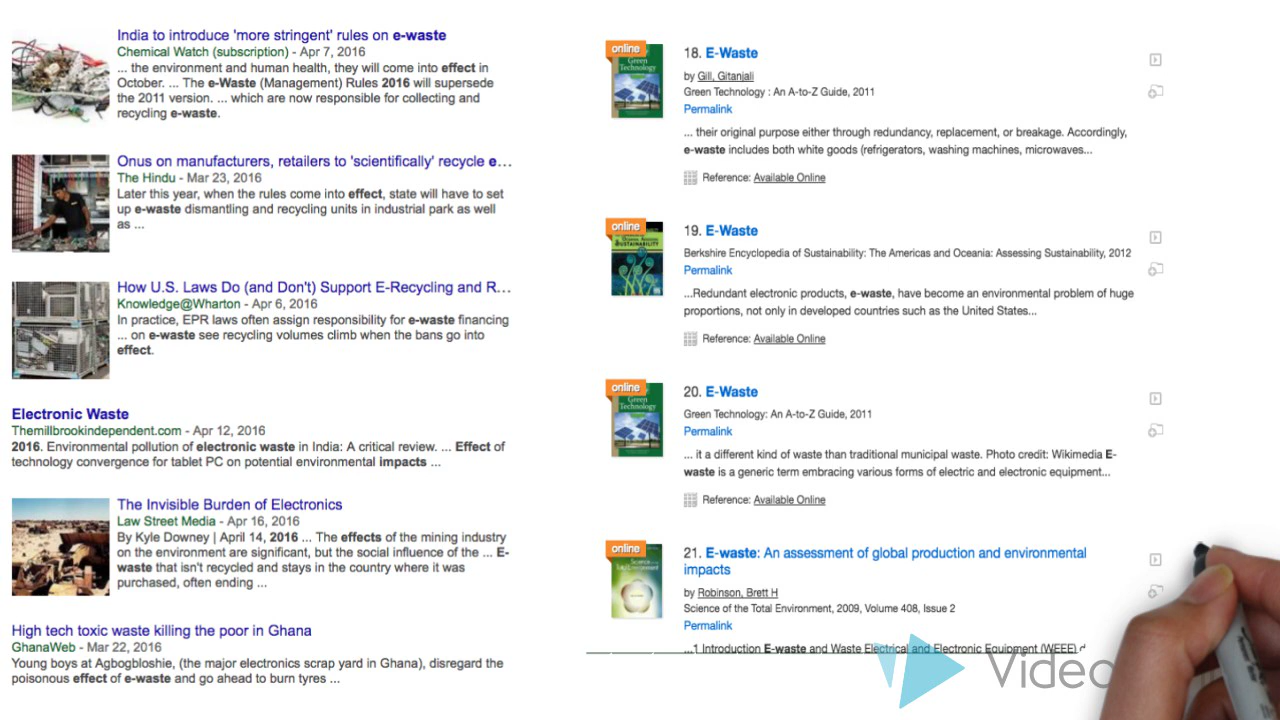 India to introduce 'more stringent' rules on e-waste
Chemical Watch (subscription) - Apr 7, 2016
... the environment and human health, they will come into effect in
October. ... The e-Waste (Management) Rules 2016 will supersede
the 2011 version. ... which are now responsible for collecting and
recycling e-waste.
Onus on manufacturers, retailers to 'scientifically' recycle e...
The Hindu - Mar 23, 2016
Later this year, when the rules come into effect, state will have to set
up e-waste dismantling and recycling units in industrial park as well
as ...
How U.S. Laws Do (and Don't) Support E-Recycling and R...
Knowledge@Wharton - Apr 6, 2016
In practice, EPR laws often assign responsibility for e-waste financing
... on e-waste see recycling volumes climb when the bans go into
effect.
Electronic Waste
Themillbrookindependent.com - Apr 12, 2016
2016. Environmental pollution of electronic waste in India: A critical review. ... Effect of
technology convergence for tablet PC on potential environmental impacts ...
The Invisible Burden of Electronics
Law Street Media - Apr 16, 2016
By Kyle Downey | April 14, 2016 ... The effects of the mining industry
on the environment are significant, but the social influence of the ... E-
waste that isn't recycled and stays in the country where it was
purchased, often ending ...
High tech toxic waste killing the poor in Ghana
GhanaWeb - Mar 22, 2016
Young boys at Agbogbloshie, (the major electronics scrap yard in Ghana), disregard the
poisonous effect of e-waste and go ahead to burn tyres ...
online
Green
Technology
18. E-Waste
by Gill, Gitanjali
Green Technology : An A-to-Z Guide, 2011
Permalink
... their original purpose either through redundancy, replacement, or breakage. Accordingly,
e-waste includes both white goods (refrigerators, washing machines, microwaves...
Reference: Available Online
online
SUSTAINABILITY
19. E-Waste
Berkshire Encyclopedia of Sustainability: The Americas and Oceania: Assessing Sustainability, 2012
Permalink
...Redundant electronic products, e-waste, have become an environmental problem of huge
proportions, not only in developed countries such as the United States...
Reference: Available Online
online
Green
Technology
20. E-Waste
Green Technology: An A-to-Z Guide, 2011
Permalink
... it a different kind of waste than traditional municipal waste. Photo credit: Wikimedia E-
waste is a generic term embracing various forms of electric and electronic equipment...
Reference: Available Online
online
21. E-waste: An assessment of global production and environmental
impacts
by Robinson, Brett H
Science of the Total Environment, 2009, Volume 408, Issue 2
Permalink
...1 Introduction E-waste and Waste Electrical and Electronic Equipment (WEEE)
Video